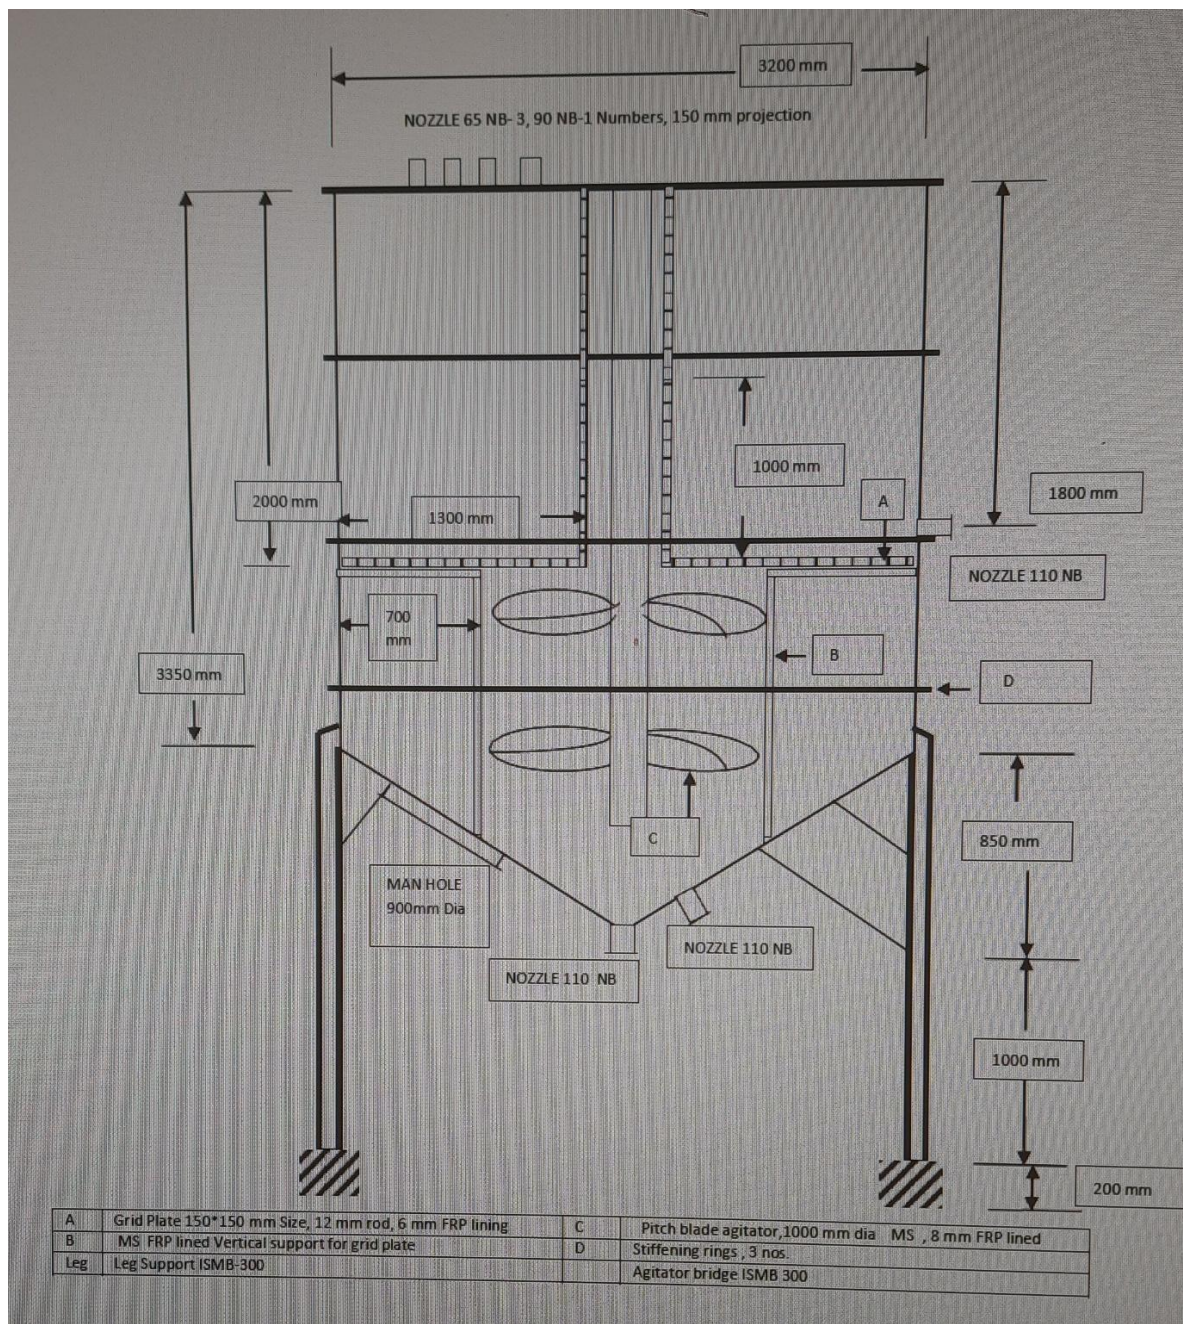 3200 mm
NOZZLE 65 NB- 3, 90 NB-1 Numbers, 150 mm projection
1000 mm
A
1800 mm
2000 mm
1300 mm
NOZZLE 110 NB
700
mm
B
3350 mm
D
C
850 mm
MAN HOLE
900mm Dia
NOZZLE 110 NB
NOZZLE 110 NB
1000 mm
200 mm
A Grid Plate 150*150 mm Size, 12 mm rod, 6 mm FRP lining C Pitch blade agitator,1000 mm dia MS , 8 mm FRP lined
B MS FRP lined Vertical support for grid plate D Stiffening rings , 3 nos.
Leg Leg Support ISMB-300 Agitator bridge ISMB 300